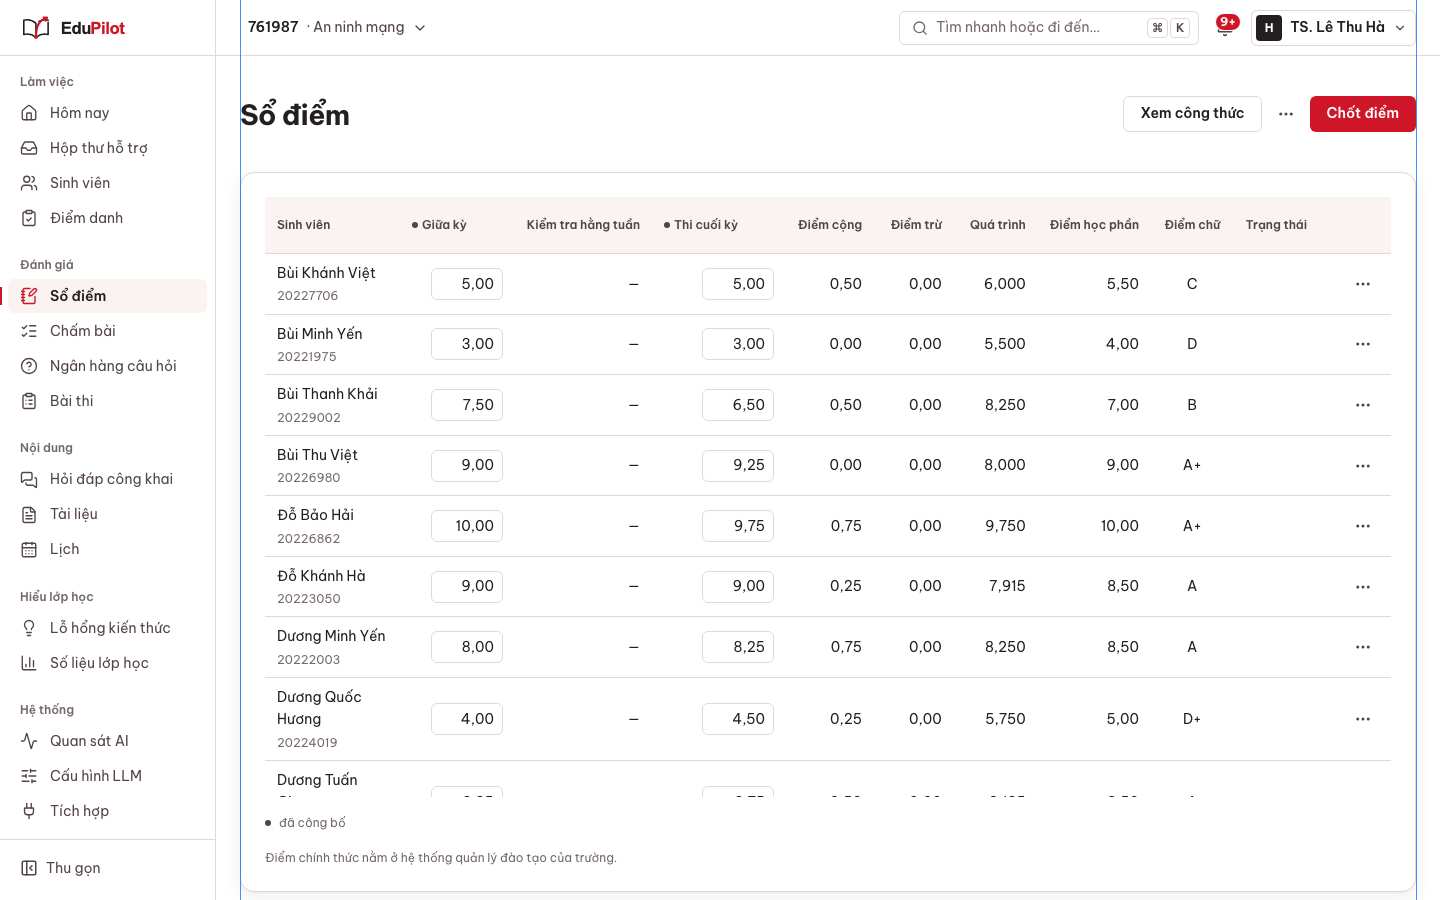 EduPilot
761987 · An ninh mạng
Tìm nhanh hoặc đi đến...
⌘ K
9+
H
TS. Lê Thu Hà
Làm việc
Hôm nay
Hộp thư hỗ trợ
Sinh viên
Điểm danh
Đánh giá
Sổ điểm
Chấm bài
Ngân hàng câu hỏi
Bài thi
Nội dung
Hỏi đáp công khai
Tài liệu
Lịch
Hiểu lớp học
Lỗ hổng kiến thức
Số liệu lớp học
Hệ thống
Quan sát AI
Cấu hình LLM
Tích hợp
Thu gọn
Sổ điểm
Xem công thức
Chốt điểm
Sinh viên • Giữa kỳ Kiểm tra hằng tuần • Thi cuối kỳ Điểm cộng Điểm trừ Quá trình Điểm học phần Điểm chữ Trạng thái
Bùi Khánh Việt
20227706
5,00 – 5,00 0,50 0,00 6,000 5,50 C
Bùi Minh Yến
20221975
3,00 – 3,00 0,00 0,00 5,500 4,00 D
Bùi Thanh Khải
20229002
7,50 – 6,50 0,50 0,00 8,250 7,00 B
Bùi Thu Việt
20226980
9,00 – 9,25 0,00 0,00 8,000 9,00 A+
Đỗ Bảo Hải
20226862
10,00 – 9,75 0,75 0,00 9,750 10,00 A+
Đỗ Khánh Hà
20223050
9,00 – 9,00 0,25 0,00 7,915 8,50 A
Dương Minh Yến
20222003
8,00 – 8,25 0,75 0,00 8,250 8,50 A
Dương Quốc
Hương
20224019
4,00 – 4,50 0,25 0,00 5,750 5,00 D+
Dương Tuấn
• đã công bố
Điểm chính thức nằm ở hệ thống quản lý đào tạo của trường.